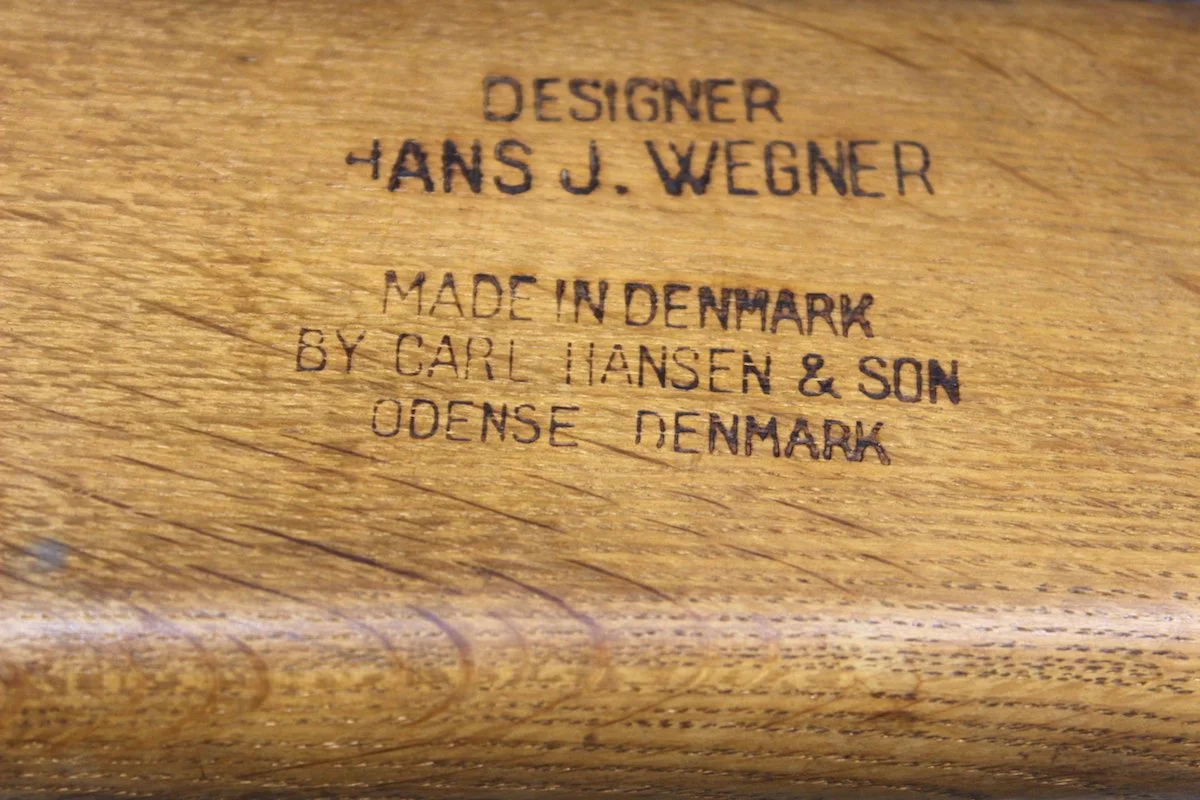 DESIGNER
HANS J. WEGNER
MADE IN DENMARK
BY CARL HANSEN & SON
ODENSE DENMARK